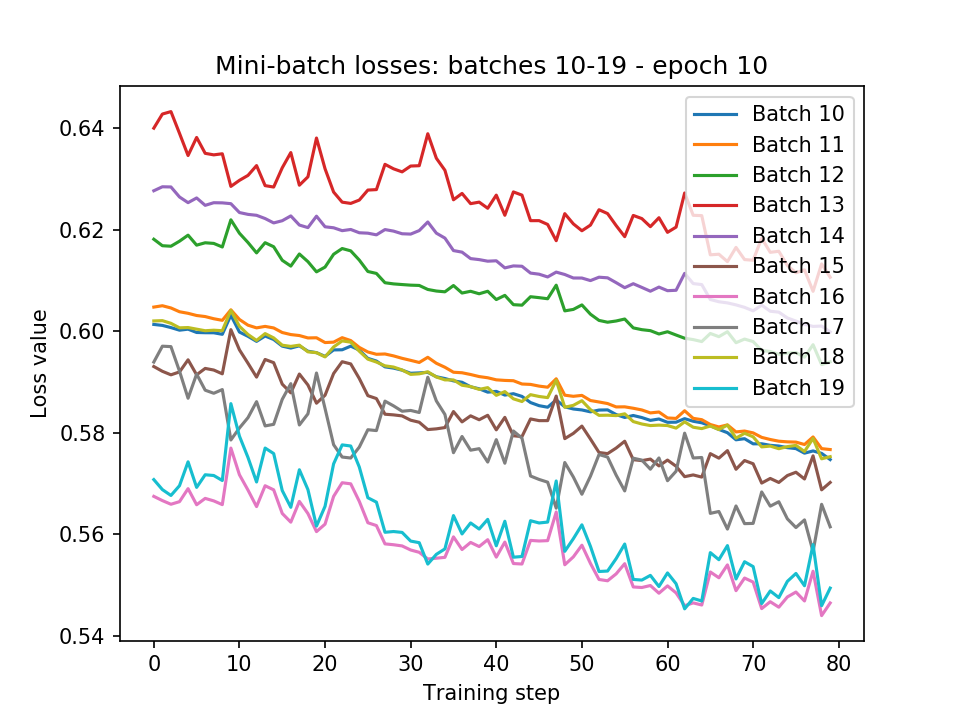 Mini-batch losses: batches 10-19 - epoch 10
Loss value
0.64
0.62
0.60
0.58
0.56
0.54
Batch 10
Batch 11
Batch 12
Batch 13
Batch 14
Batch 15
Batch 16
Batch 17
Batch 18
Batch 19
0 10 20 30 40 50 60 70 80
Training step